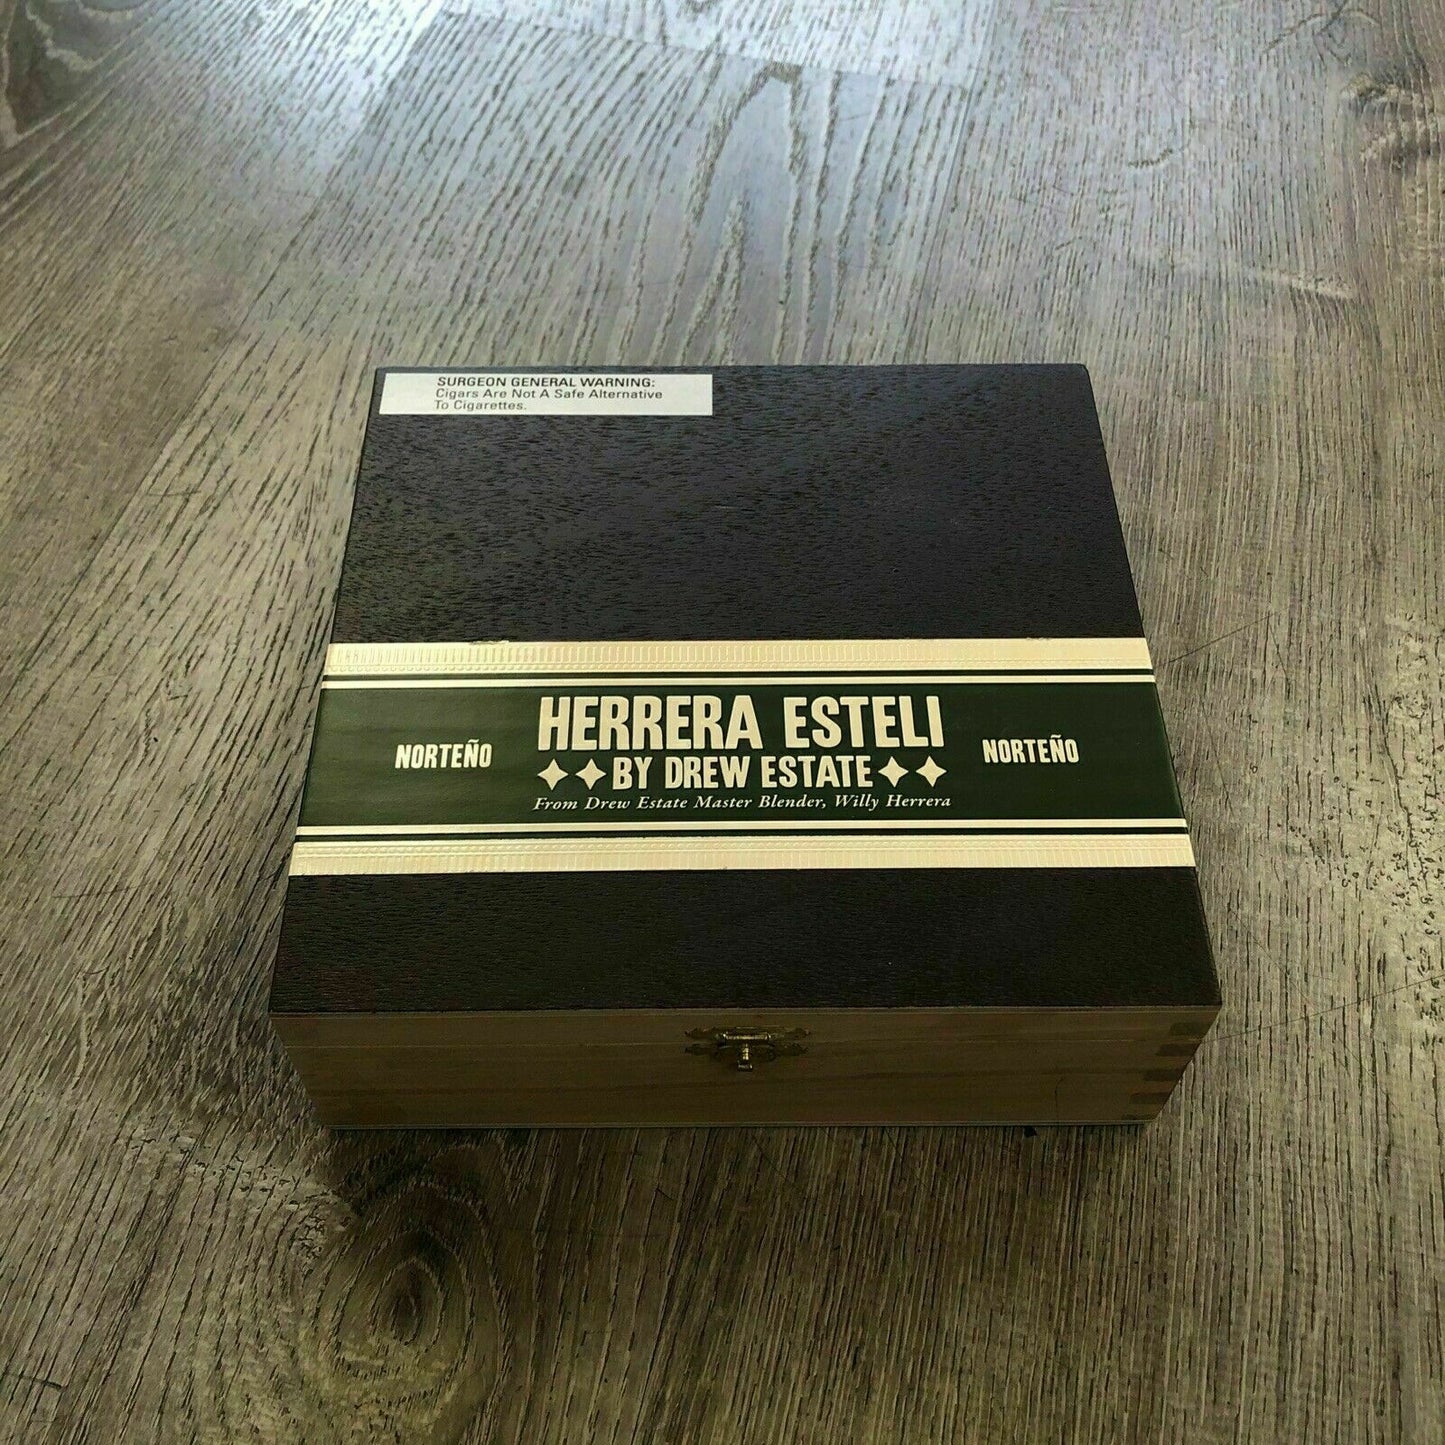 SURGEON GENERAL WARNING:
Cigars Are Not A Safe Alternative
To Cigarettes.
HERRERA ESTELI
NORTEÑO
NORTEÑO
BY DREW ESTATE
From Drew Estate Master Blender, Willy Herrera